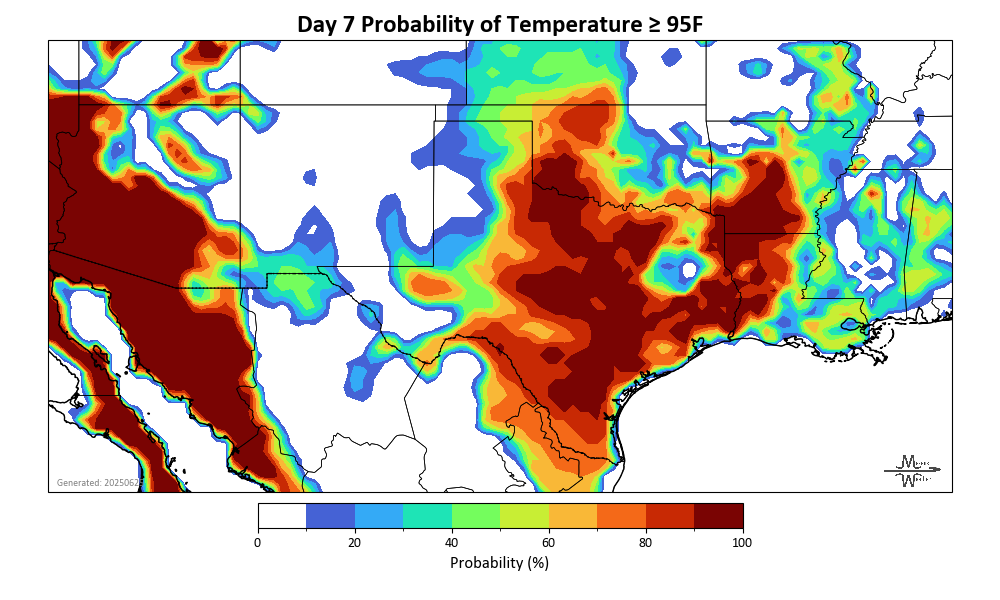 Day 7 Probability of Temperature ≥ 95F
Generated: 2025062
0 20 40 60 80 100
Probability (%)